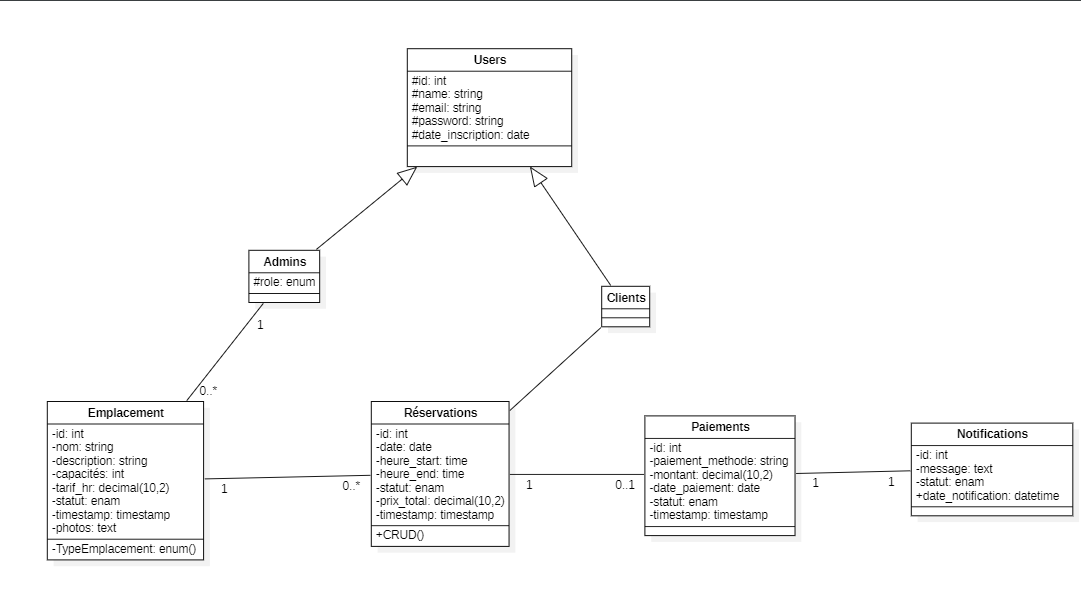 Users
#id: int
#name: string
#email: string
#password: string
#date_inscription: date
Admins
#role: enum
Clients
1
0..*
Emplacement
-id: int
-nom: string
-description: string
-capacités: int
-tarif_hr: decimal(10,2)
-statut: enam
-timestamp: timestamp
-photos: text
-TypeEmplacement: enum()
1
0..*
Réservations
-id: int
-date: date
-heure_start: time
-heure_end: time
-statut: enam
-prix_total: decimal(10,2)
-timestamp: timestamp
+CRUD()
1
0..1
Paiements
-id: int
-paiement_methode: string
-montant: decimal(10,2)
-date_paiement: date
-statut: enam
-timestamp: timestamp
1
1
Notifications
-id: int
-message: text
-statut: enam
+date_notification: datetime